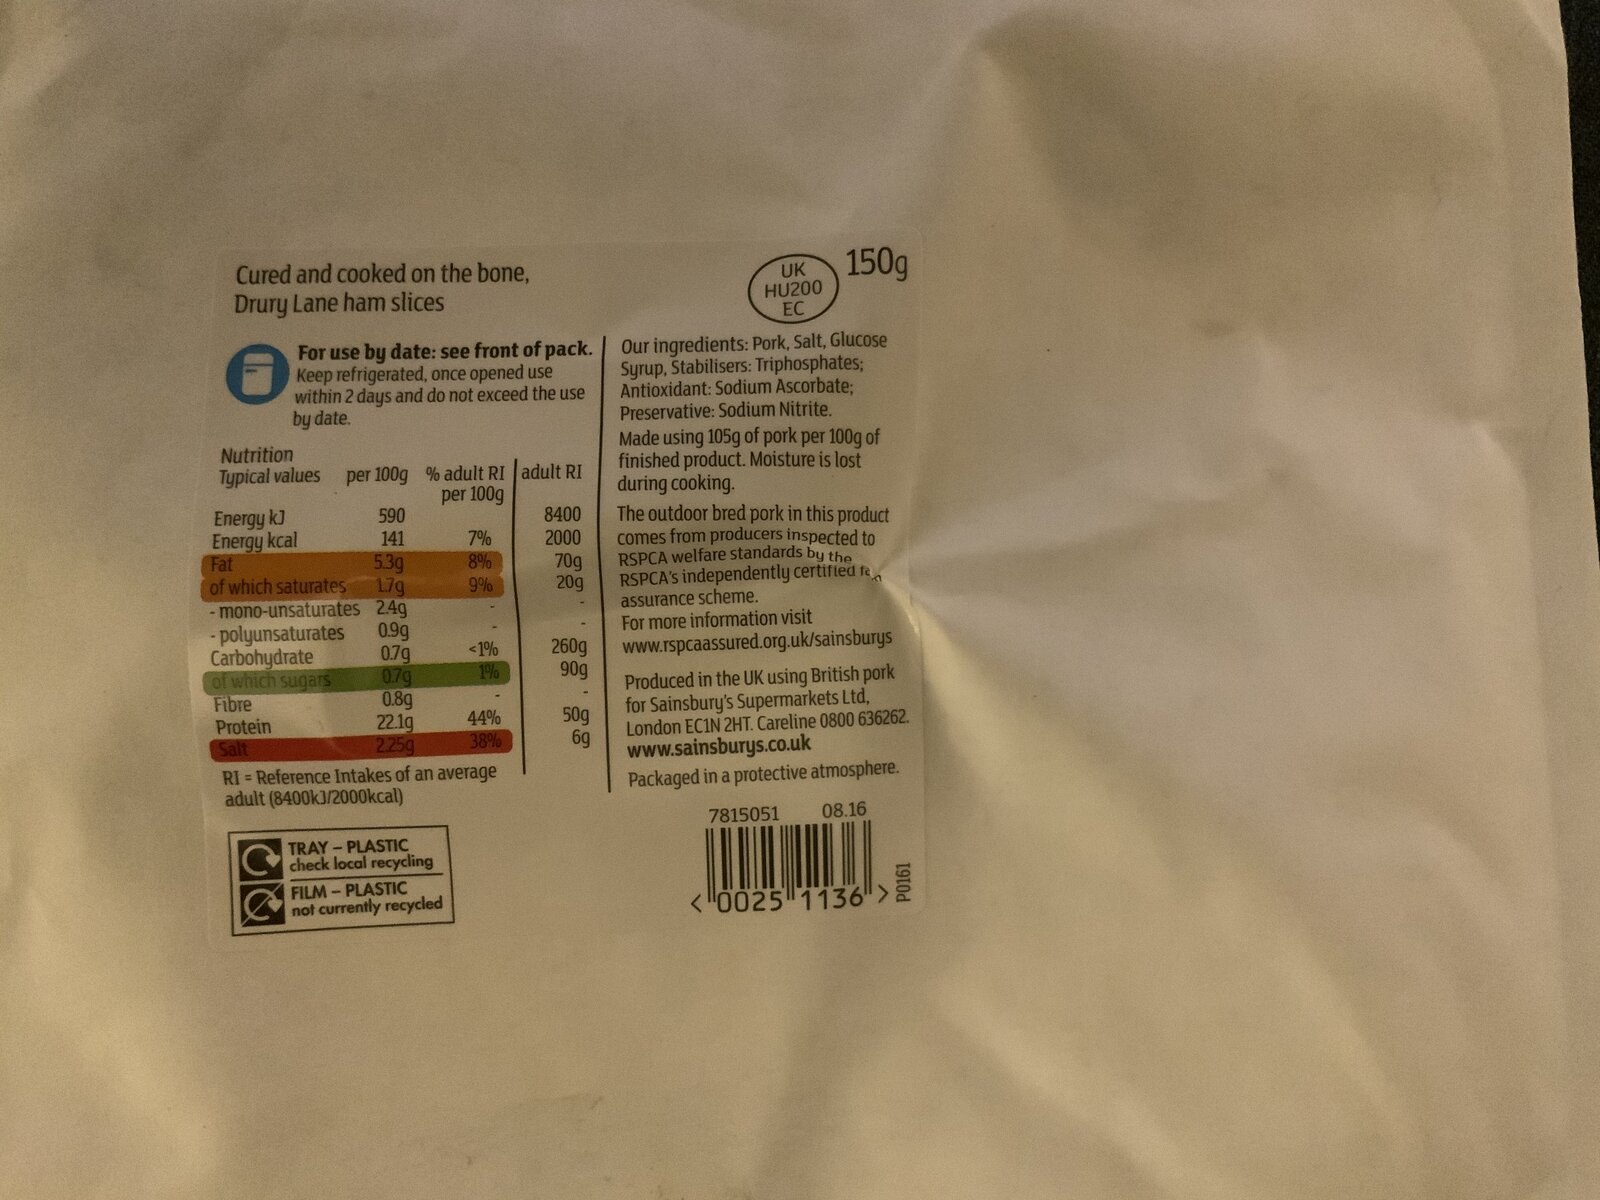 Cured and cooked on the bone,
Drury Lane ham slices
UK
HU200
EC
150g
For use by date: see front of pack.
Keep refrigerated, once opened use
within 2 days and do not exceed the use
by date.
Nutrition
Typical values per 100g % adult RI per 100g adult RI
Energy kJ 590 8400
Energy kcal 141 7% 2000
Fat 5.3g 8% 70g
of which saturates 1.7g 9% 20g
- mono-unsaturates 2.4g - -
- polyunsaturates 0.9g - -
Carbohydrate 0.7g <1% 260g
of which sugars 0.7g 1% 90g
Fibre 0.8g - -
Protein 22.1g 44% 50g
Salt 2.25g 38% 6g
RI = Reference Intakes of an average
adult (8400kJ/2000kcal)
TRAY – PLASTIC
check local recycling
FILM – PLASTIC
not currently recycled
Our ingredients: Pork, Salt, Glucose
Syrup, Stabilisers: Triphosphates;
Antioxidant: Sodium Ascorbate;
Preservative: Sodium Nitrite.
Made using 105g of pork per 100g of
finished product. Moisture is lost
during cooking.
The outdoor bred pork in this product
comes from producers inspected to
RSPCA welfare standards by the
RSPCA's independently certified
assurance scheme.
For more information visit
www.rspcaassured.org.uk/sainsburys
Produced in the UK using British pork
for Sainsbury's Supermarkets Ltd,
London EC1N 2HT. Careline 0800 636262.
www.sainsburys.co.uk
Packaged in a protective atmosphere.
7815051 08.16
< 0025 1136 >
P0161